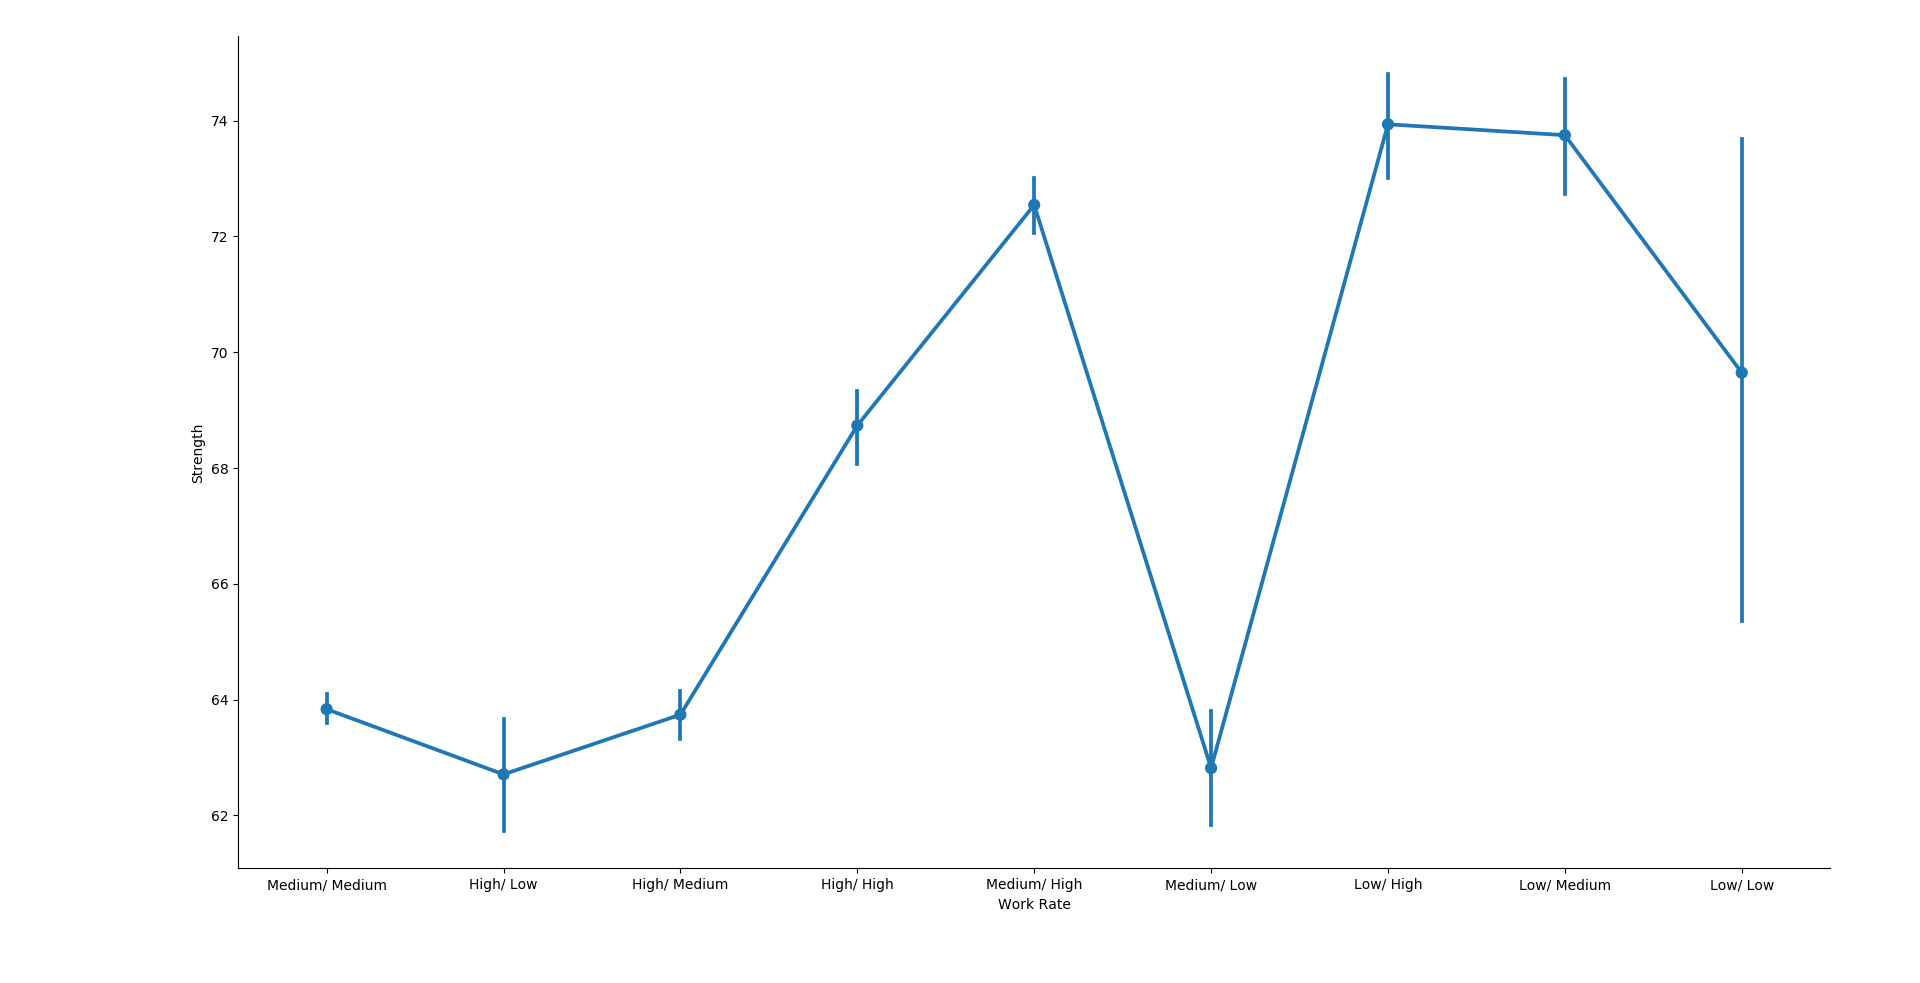 74
72
70
68
66
64
62
Strength
Medium/ Medium
High/ Low
High/ Medium
High/ High
Medium/ High
Medium/ Low
Low/ High
Low/ Medium
Low/ Low
Work Rate